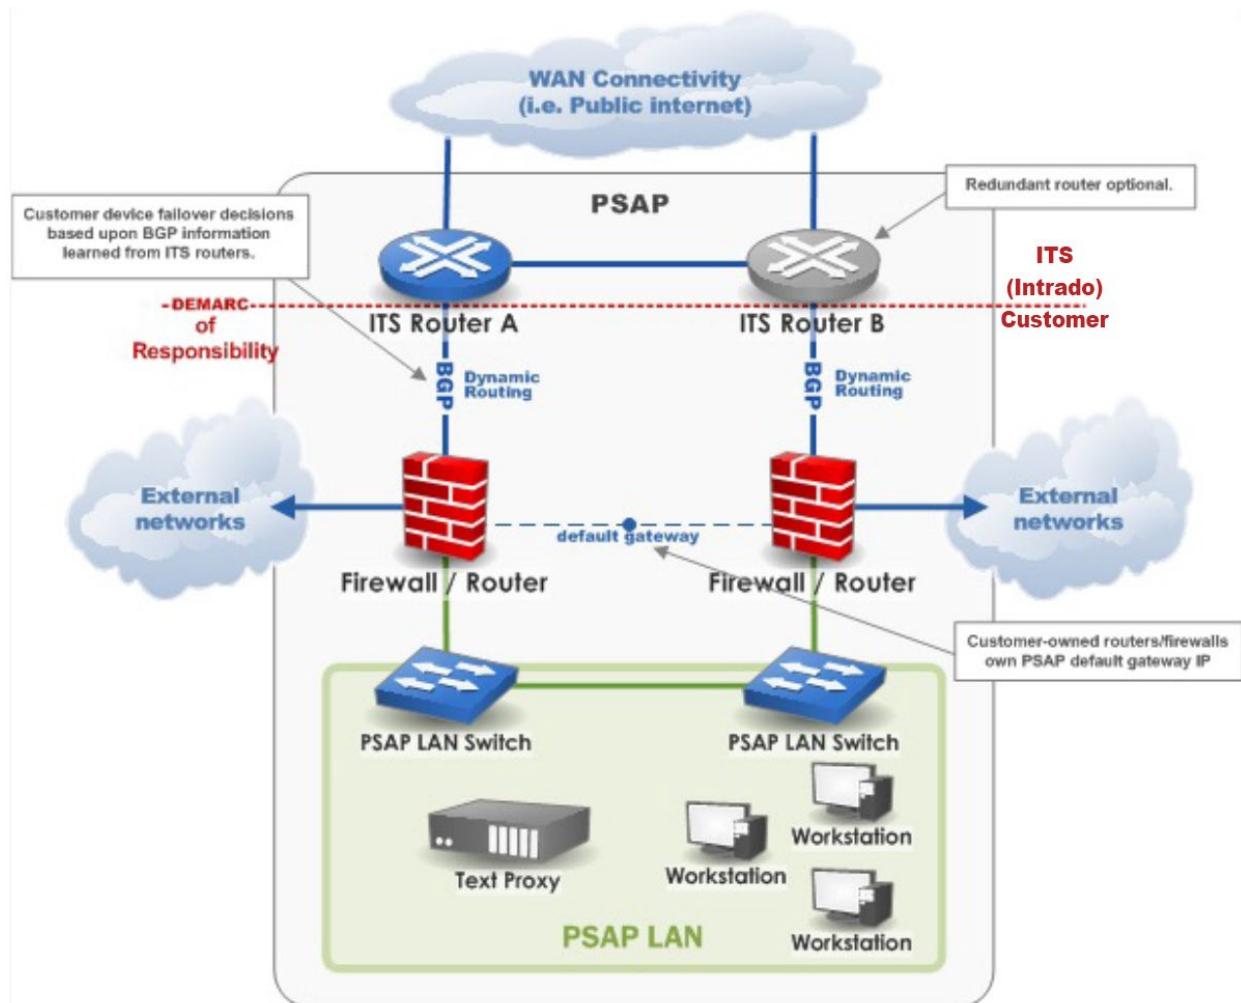 WAN Connectivity
(i.e. Public internet)
PSAP
Redundant router optional.
Customer device failover decisions
based upon BGP information
learned from ITS routers.
ITS
(Intrado)
DEMARC
of
Responsibility
Customer
ITS Router A
ITS Router B
BGP
Dynamic
Routing
BGP
Dynamic
Routing
External
networks
External
networks
default gateway
Firewall / Router
Firewall / Router
Customer-owned routers/firewalls
own PSAP default gateway IP
PSAP LAN Switch
PSAP LAN Switch
Workstation
Text Proxy
Workstation
Workstation
PSAP LAN